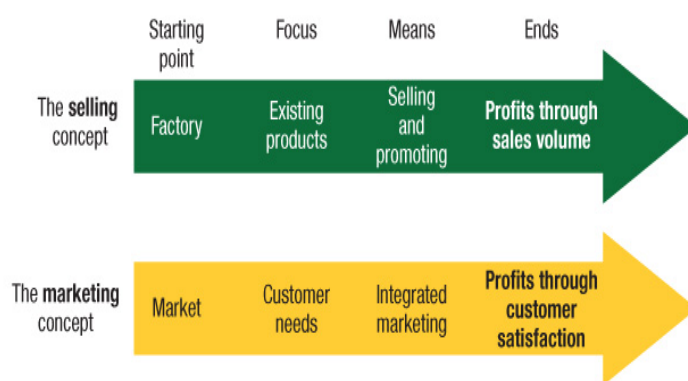 Starting
point
Focus
Means
Ends
The selling
concept
Factory
Existing
products
Selling
and
promoting
Profits through
sales volume
The marketing
concept
Market
Customer
needs
Integrated
marketing
Profits through
customer
satisfaction